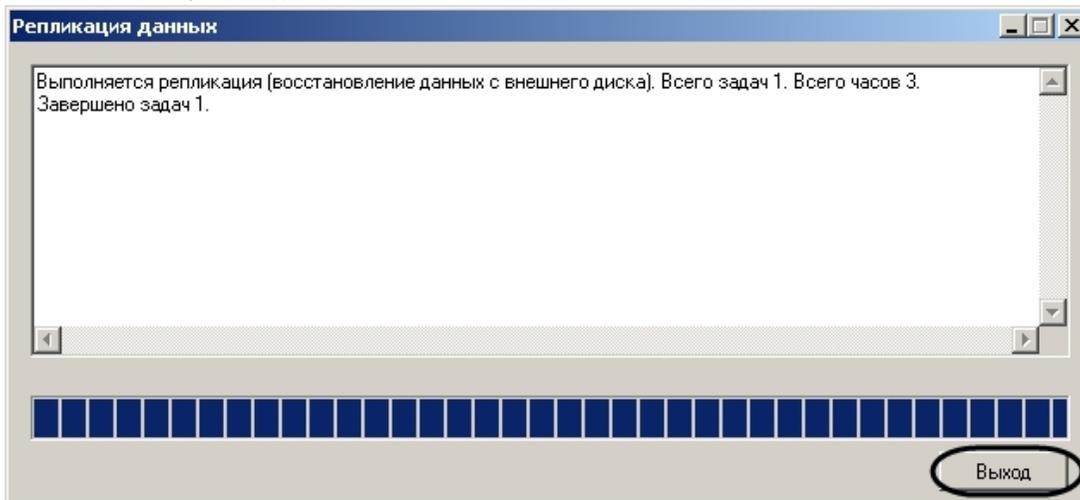 Репликация данных
Выполняется репликация (восстановление данных с внешнего диска). Всего задач 1. Всего часов 3.
Завершено задач 1.
Выход